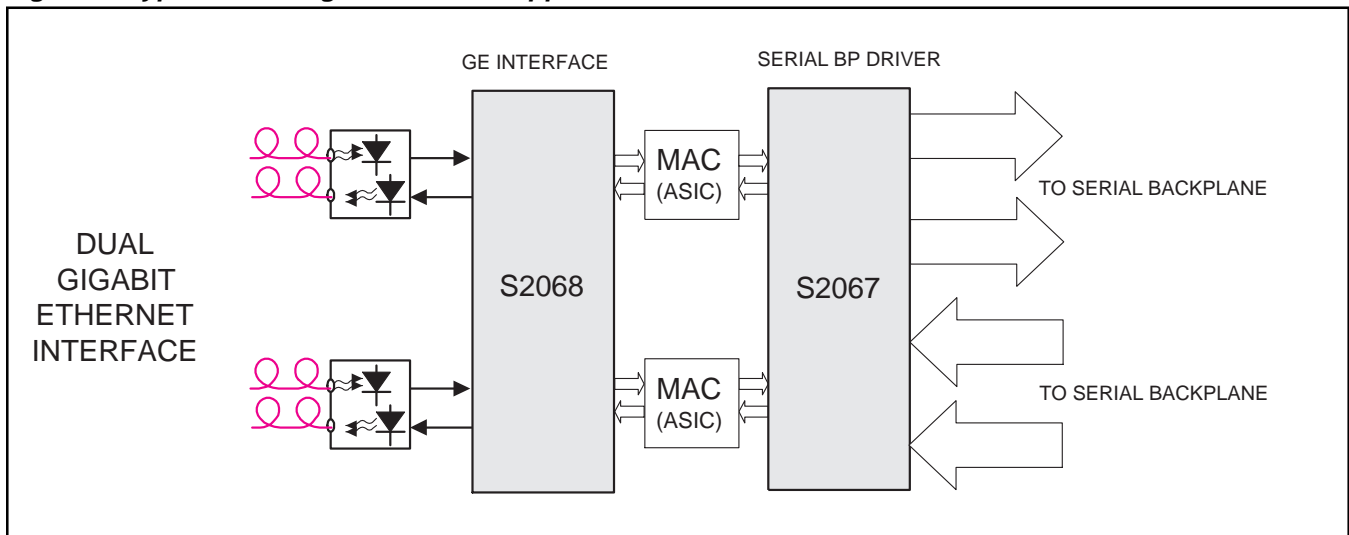 GE INTERFACE
SERIAL BP DRIVER
MAC
(ASIC)
TO SERIAL BACKPLANE
DUAL
GIGABIT
ETHERNET
INTERFACE
S2068
S2067
MAC
(ASIC)
TO SERIAL BACKPLANE